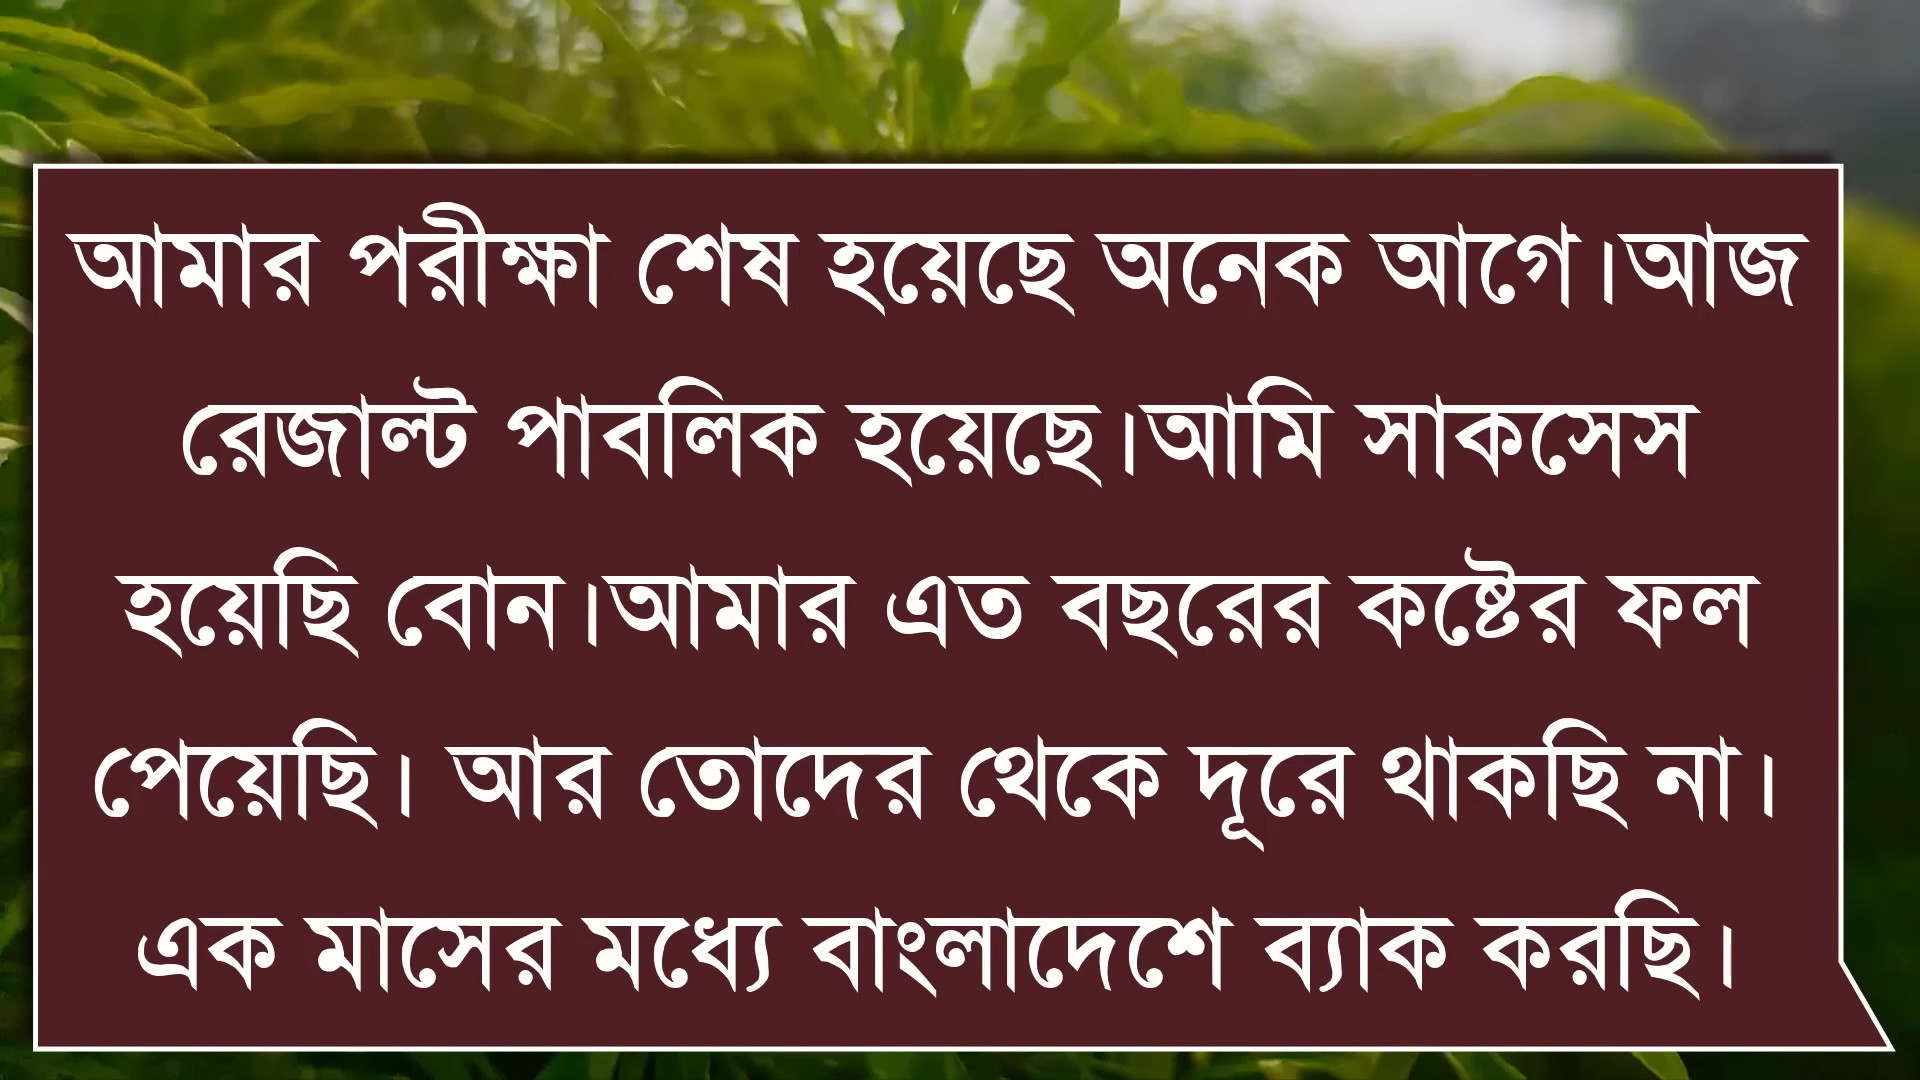 আমার পরীক্ষা শেষ হয়েছে অনেক আগে।আজ
রেজাল্ট পাবলিক হয়েছে।আমি সাকসেস
হয়েছি বোন।আমার এত বছরের কষ্টের ফল
পেয়েছি। আর তোদের থেকে দূরে থাকছি না।
এক মাসের মধ্যে বাংলাদেশে ব্যাক করছি।